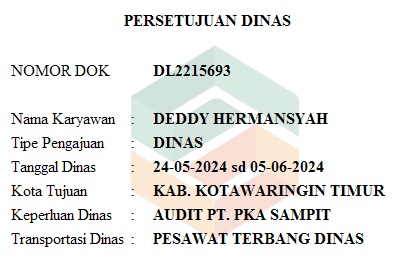 PERSETUJUAN DINAS
NOMOR DOK DL2215693
Nama Karyawan : DEDDY HERMANSYAH
Tipe Pengajuan : DINAS
Tanggal Dinas : 24-05-2024 sd 05-06-2024
Kota Tujuan : KAB. KOTAWARINGIN TIMUR
Keperluan Dinas : AUDIT PT. PKA SAMPIT
Transportasi Dinas : PESAWAT TERBANG DINAS